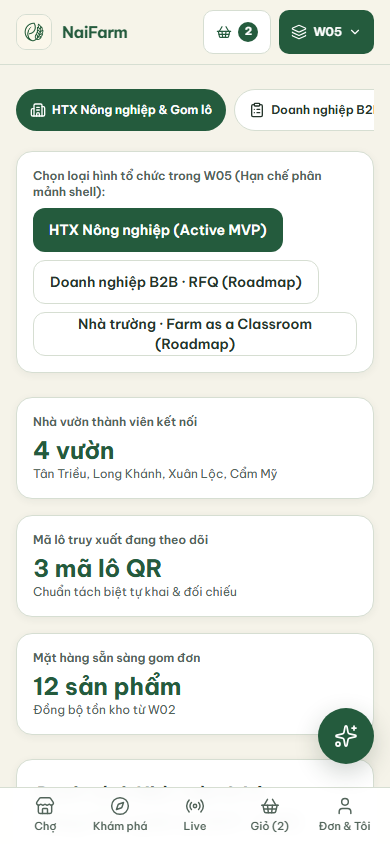 NaiFarm
2
W05
HTX Nông nghiệp & Gom lô
Doanh nghiệp B2
Chọn loại hình tổ chức trong W05 (Hạn chế phân
mảnh shell):
HTX Nông nghiệp (Active MVP)
Doanh nghiệp B2B · RFQ (Roadmap)
Nhà trường · Farm as a Classroom
(Roadmap)
Nhà vườn thành viên kết nối
4 vườn
Tân Triều, Long Khánh, Xuân Lộc, Cẩm Mỹ
Mã lô truy xuất đang theo dõi
3 mã lô QR
Chuẩn tách biệt tự khai & đối chiếu
Mặt hàng sẵn sàng gom đơn
12 sản phẩm
Đồng bộ tồn kho từ W02
Chợ
Khám phá
Live
Giỏ (2)
Đơn & Tôi